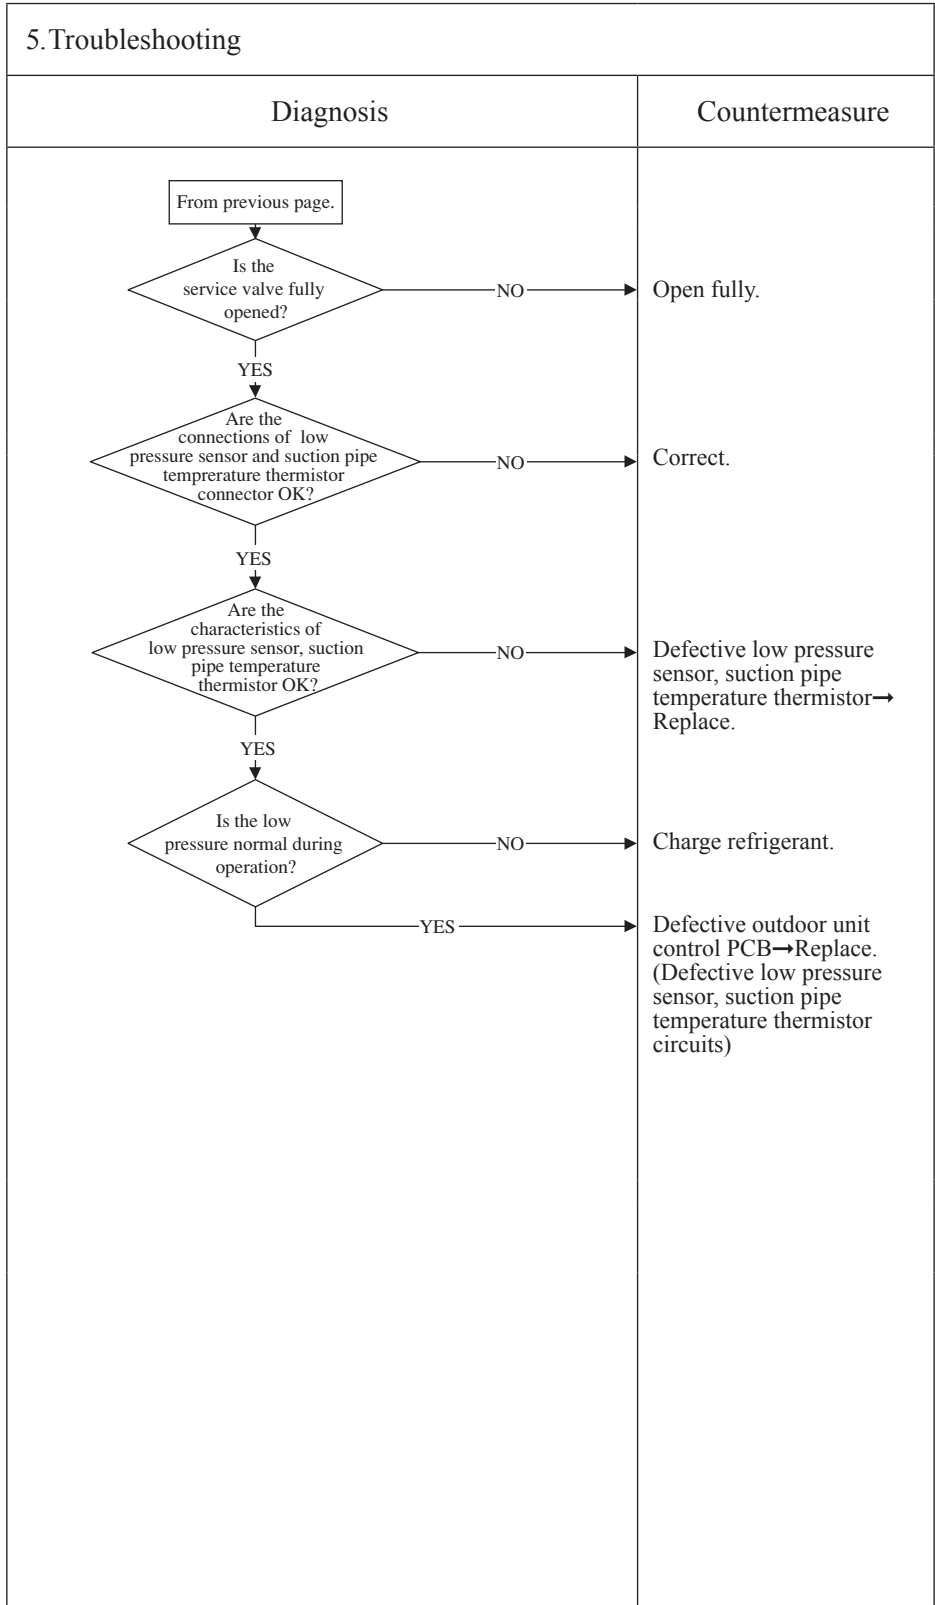 5.Troubleshooting
Diagnosis
Countermeasure
From previous page.
Is the
service valve fully
opened?
NO
Open fully.
YES
Are the
connections of low
pressure sensor and suction pipe
temprerature thermistor
connector OK?
NO
Correct.
YES
Are the
characteristics of
low pressure sensor, suction
pipe temperature
thermistor OK?
NO
Defective low pressure
sensor, suction pipe
temperature thermistor→
Replace.
YES
Is the low
pressure normal during
operation?
NO
Charge refrigerant.
YES
Defective outdoor unit
control PCB→Replace.
(Defective low pressure
sensor, suction pipe
temperature thermistor
circuits)